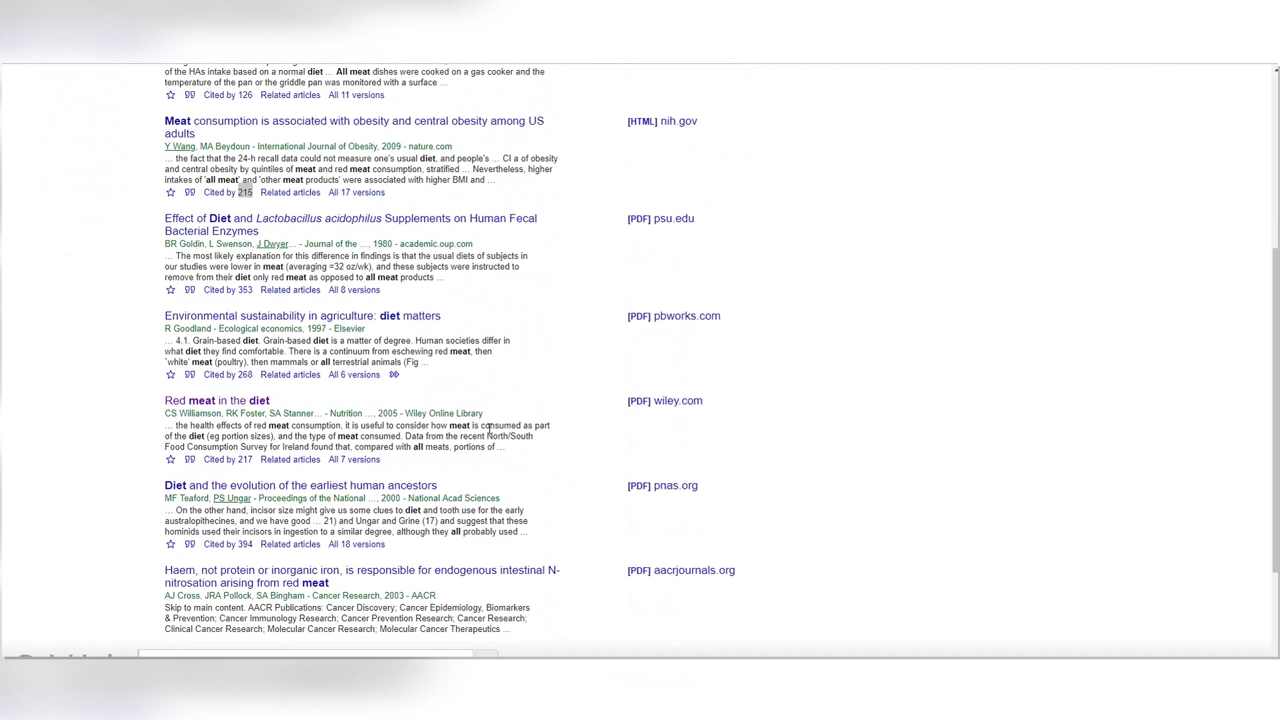 of the HAs intake based on a normal diet ... All meat dishes were cooked on a gas cooker and the
temperature of the pan or the griddle pan was monitored with a surface ...
Cited by 126 Related articles All 11 versions
Meat consumption is associated with obesity and central obesity among US
adults
[HTML] nih.gov
Y Wang, MA Beydoun - International Journal of Obesity, 2009 - nature.com
... the fact that the 24-h recall data could not measure one's usual diet, and people's ... CI a of obesity
and central obesity by quintiles of meat and red meat consumption, stratified ... Nevertheless, higher
intakes of 'all meat' and 'other meat products' were associated with higher BMI and ...
Cited by 215 Related articles All 17 versions
Effect of Diet and Lactobacillus acidophilus Supplements on Human Fecal
Bacterial Enzymes
[PDF] psu.edu
BR Goldin, L Swenson, J Dwyer... - Journal of the ..., 1980 - academic.oup.com
... The most likely explanation for this difference in findings is that the usual diets of subjects in
our studies were lower in meat (averaging =32 oz/wk), and these subjects were instructed to
remove from their diet only red meat as opposed to all meat products ...
Cited by 353 Related articles All 8 versions
Environmental sustainability in agriculture: diet matters
[PDF] pbworks.com
R Goodland - Ecological economics, 1997 - Elsevier
... 4.1. Grain-based diet. Grain-based diet is a matter of degree. Human societies differ in
what diet they find comfortable. There is a continuum from eschewing red meat, then
`white' meat (poultry), then mammals or all terrestrial animals (Fig ...
Cited by 268 Related articles All 6 versions
Red meat in the diet
[PDF] wiley.com
CS Williamson, RK Foster, SA Stanner... - Nutrition ..., 2005 - Wiley Online Library
... the health effects of red meat consumption, it is useful to consider how meat is consumed as part
of the diet (eg portion sizes), and the type of meat consumed. Data from the recent North/South
Food Consumption Survey for Ireland found that, compared with all meats, portions of ...
Cited by 217 Related articles All 7 versions
Diet and the evolution of the earliest human ancestors
[PDF] pnas.org
MF Teaford, PS Ungar - Proceedings of the National ..., 2000 - National Acad Sciences
... On the other hand, incisor size might give us some clues to diet and tooth use for the early
australopithecines, and we have good ... 21) and Ungar and Grine (17) and suggest that these
hominids used their incisors in ingestion to a similar degree, although they all probably used ...
Cited by 394 Related articles All 18 versions
Haem, not protein or inorganic iron, is responsible for endogenous intestinal N-
nitrosation arising from red meat
[PDF] aacrjournals.org
AJ Cross, JRA Pollock, SA Bingham - Cancer Research, 2003 - AACR
Skip to main content. AACR Publications: Cancer Discovery; Cancer Epidemiology, Biomarkers
& Prevention; Cancer Immunology Research; Cancer Prevention Research; Cancer Research;
Clinical Cancer Research; Molecular Cancer Research; Molecular Cancer Therapeutics ...